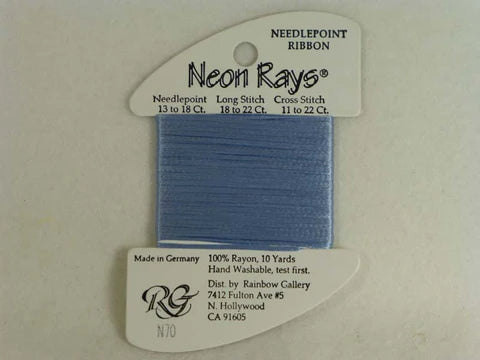 NEEDLEPOINT
RIBBON
Neon Rays®
Needlepoint Long Stitch Cross Stitch
13 to 18 Ct. 18 to 22 Ct. 11 to 22 Ct.
Made in Germany
100% Rayon, 10 Yards
Hand Washable, test first.
RG
N70
Dist. by Rainbow Gallery
7412 Fulton Ave #5
N. Hollywood
CA 91605